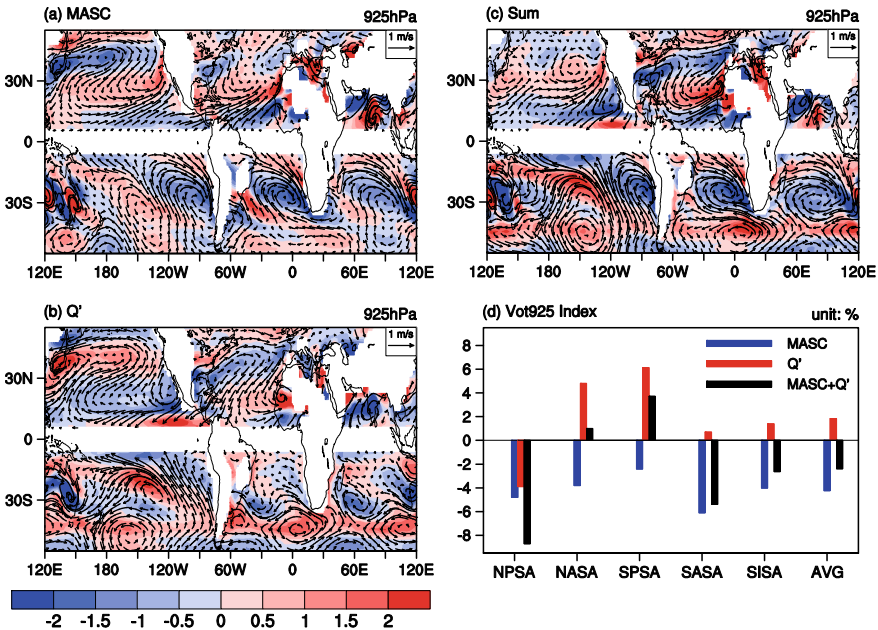 (a) MASC 925hPa
1 m/s
30N
0
30S
120E 180 120W 60W 0 60E 120E
(c) Sum 925hPa
1 m/s
30N
0
30S
120E 180 120W 60W 0 60E 120E
(b) Q' 925hPa
1 m/s
30N
0
30S
120E 180 120W 60W 0 60E 120E
-2 -1.5 -1 -0.5 0 0.5 1 1.5 2
(d) Vot925 Index unit: %
MASC
Q'
MASC+Q'
8
6
4
2
0
-2
-4
-6
-8
NPSA NASA SPSA SASA SISA AVG